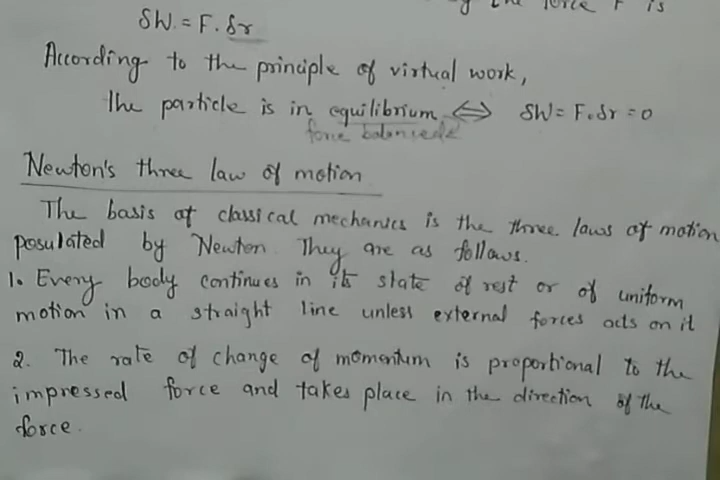 the force F is
δW = F. δr
According to the principle of virtual work,
the particle is in equilibrium ⇔ δW = F.δr = 0
force balanced
Newton's three law of motion
The basis of classical mechanics is the three laws of motion
posulated by Newton. They are as follows.
1. Every body continues in its state of rest or of uniform
motion in a straight line unless external forces acts on it
2. The rate of change of momentum is proportional to the
impressed force and takes place in the direction of the
force.